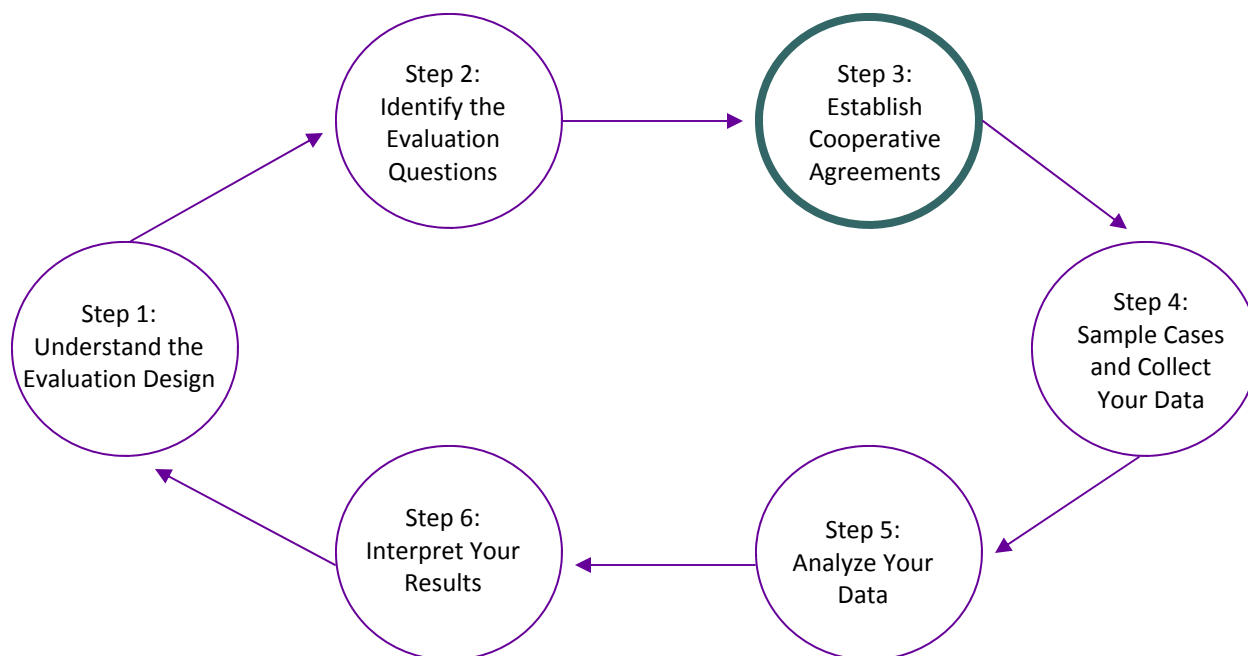 Step 1:
Understand the
Evaluation Design
Step 2:
Identify the
Evaluation
Questions
Step 3:
Establish
Cooperative
Agreements
Step 4:
Sample Cases
and Collect
Your Data
Step 5:
Analyze Your
Data
Step 6:
Interpret Your
Results